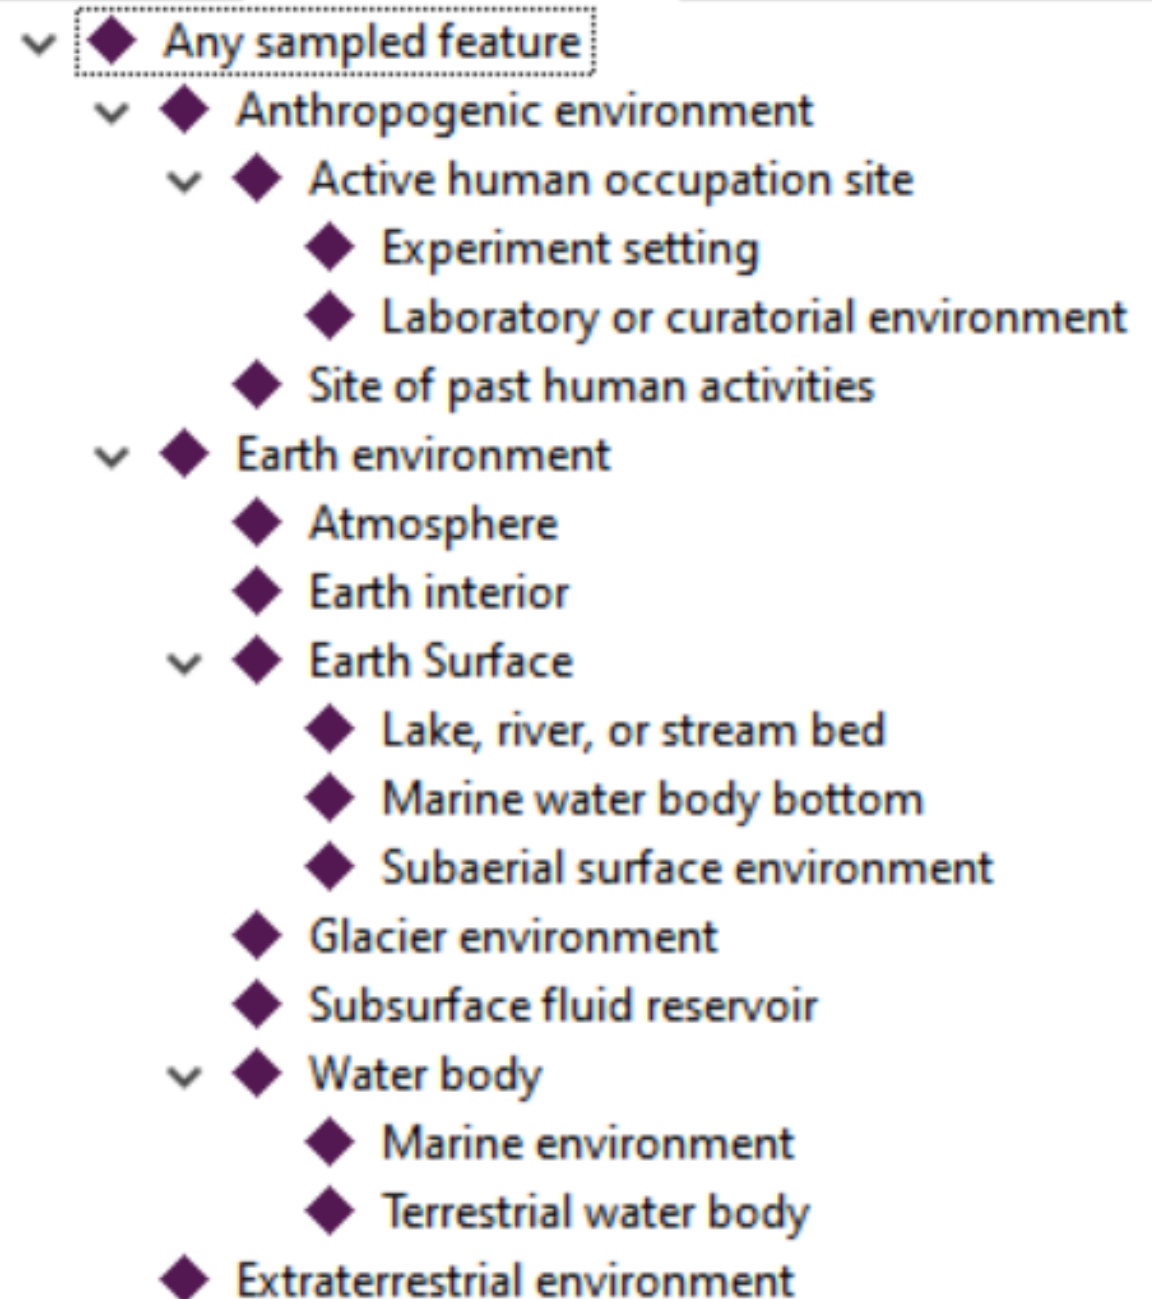 Any sampled feature
Anthropogenic environment
Active human occupation site
Experiment setting
Laboratory or curatorial environment
Site of past human activities
Earth environment
Atmosphere
Earth interior
Earth Surface
Lake, river, or stream bed
Marine water body bottom
Subaerial surface environment
Glacier environment
Subsurface fluid reservoir
Water body
Marine environment
Terrestrial water body
Extraterrestrial environment